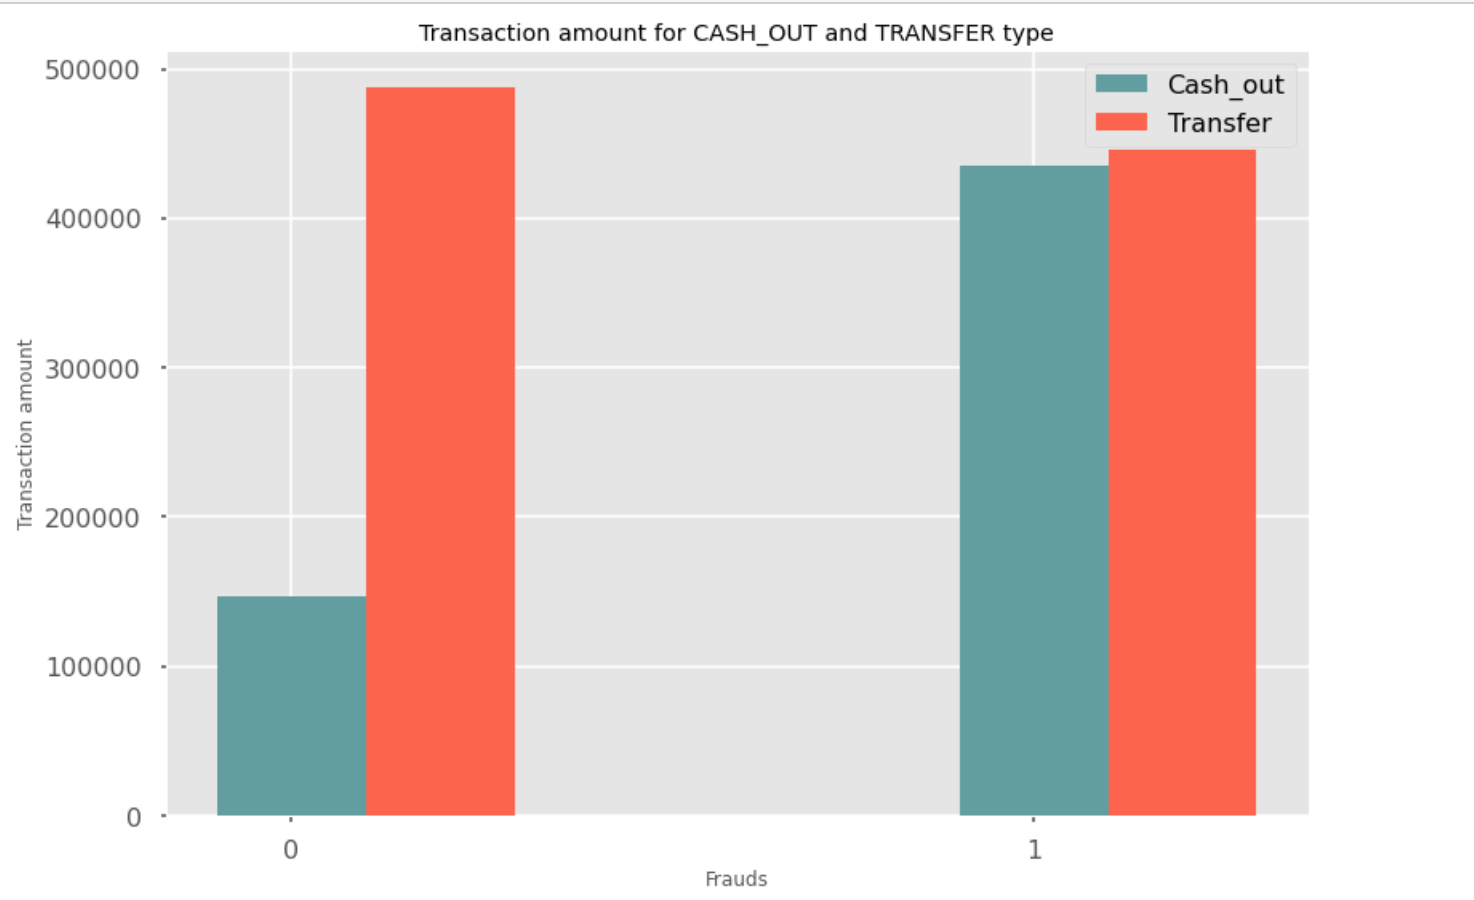 Transaction amount for CASH_OUT and TRANSFER type
Cash_out
Transfer
500000
400000
300000
200000
100000
0
Transaction amount
0
1
Frauds